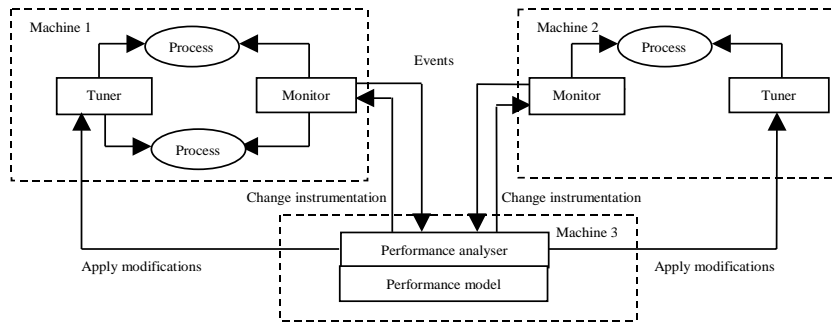 Machine 1
Process
Tuner
Monitor
Process
Events
Machine 2
Process
Monitor
Tuner
Change instrumentation
Change instrumentation
Machine 3
Performance analyser
Performance model
Apply modifications
Apply modifications